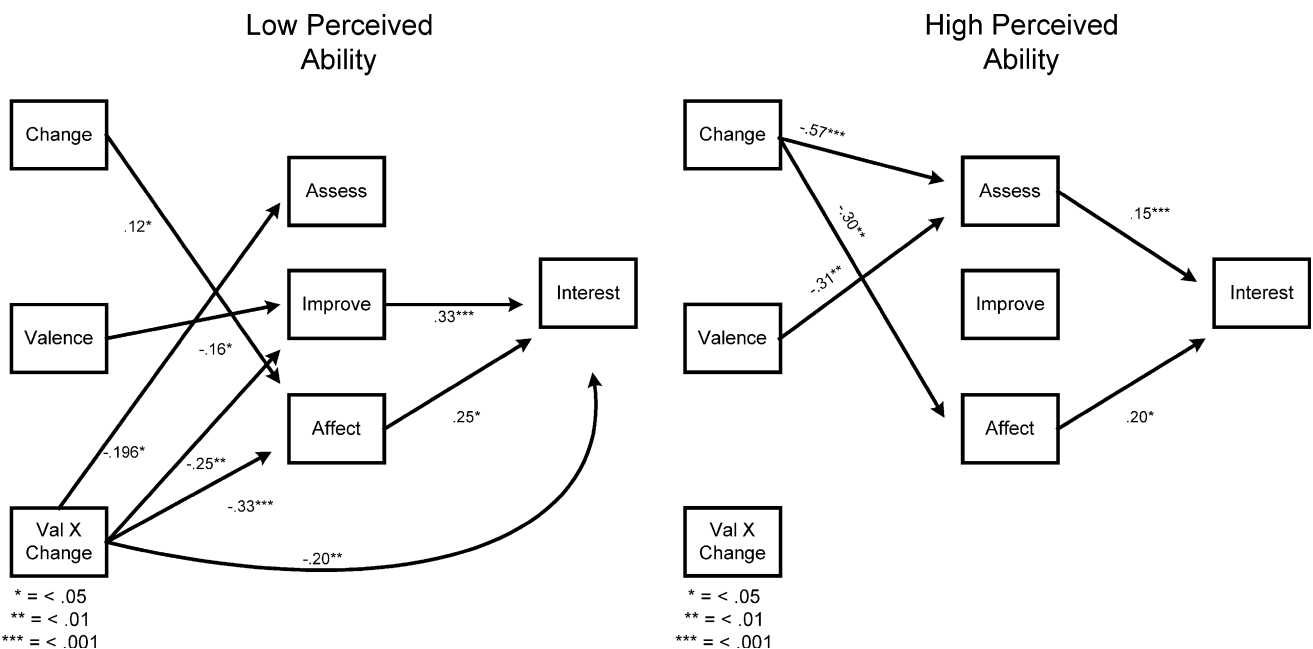 Low Perceived
Ability
Change
Assess
.12*
Improve
Interest
Valence
.33***
-.16*
Affect
.25*
-.196*
-.25**
-.33***
Val X
Change
-.20**
* = < .05
** = < .01
*** = < .001
High Perceived
Ability
Change
-.57***
Assess
.15***
-.30**
-.31**
Improve
Interest
Valence
Affect
.20*
Val X
Change
* = < .05
** = < .01
*** = < .001